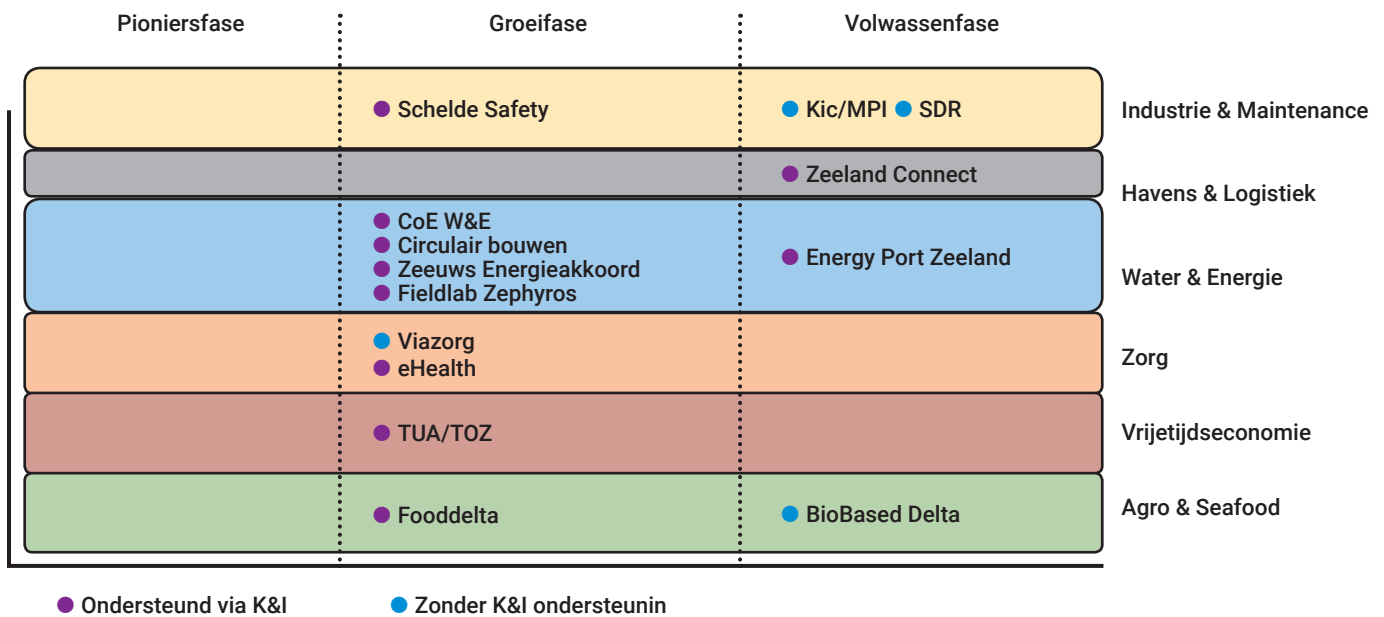 Pioniersfase Groeifase Volwassenfase
Schelde Safety Kic/MPI SDR Industrie & Maintenance
Zeeland Connect
Havens & Logistiek
CoE W&E
Circulair bouwen
Energy Port Zeeland
Zeeuws Energieakkoord
Water & Energie
Fieldlab Zephyros
Viazorg
Zorg
eHealth
TUA/TOZ Vrijetijdseconomie
Fooddelta BioBased Delta Agro & Seafood
Ondersteund via K&I Zonder K&I ondersteunin